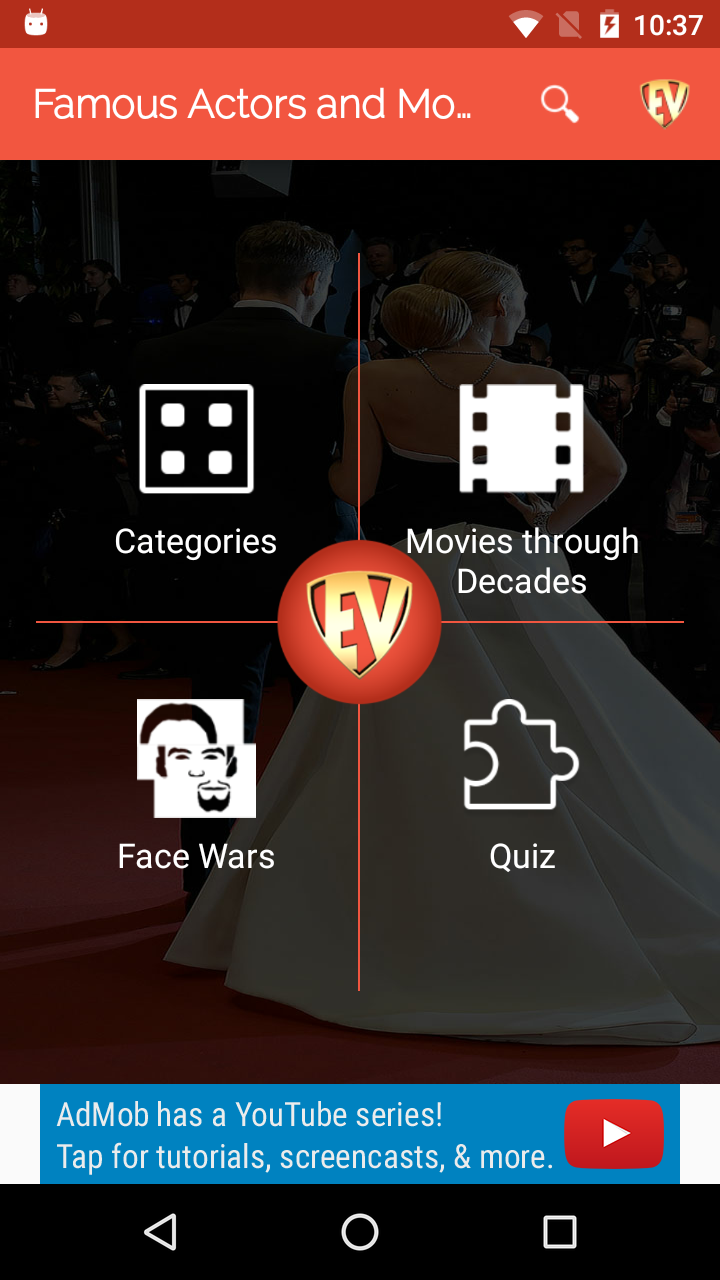 10:37
Famous Actors and Mo...
EV
Categories
Movies through
Decades
EV
Face Wars
Quiz
AdMob has a YouTube series!
Tap for tutorials, screencasts, & more.